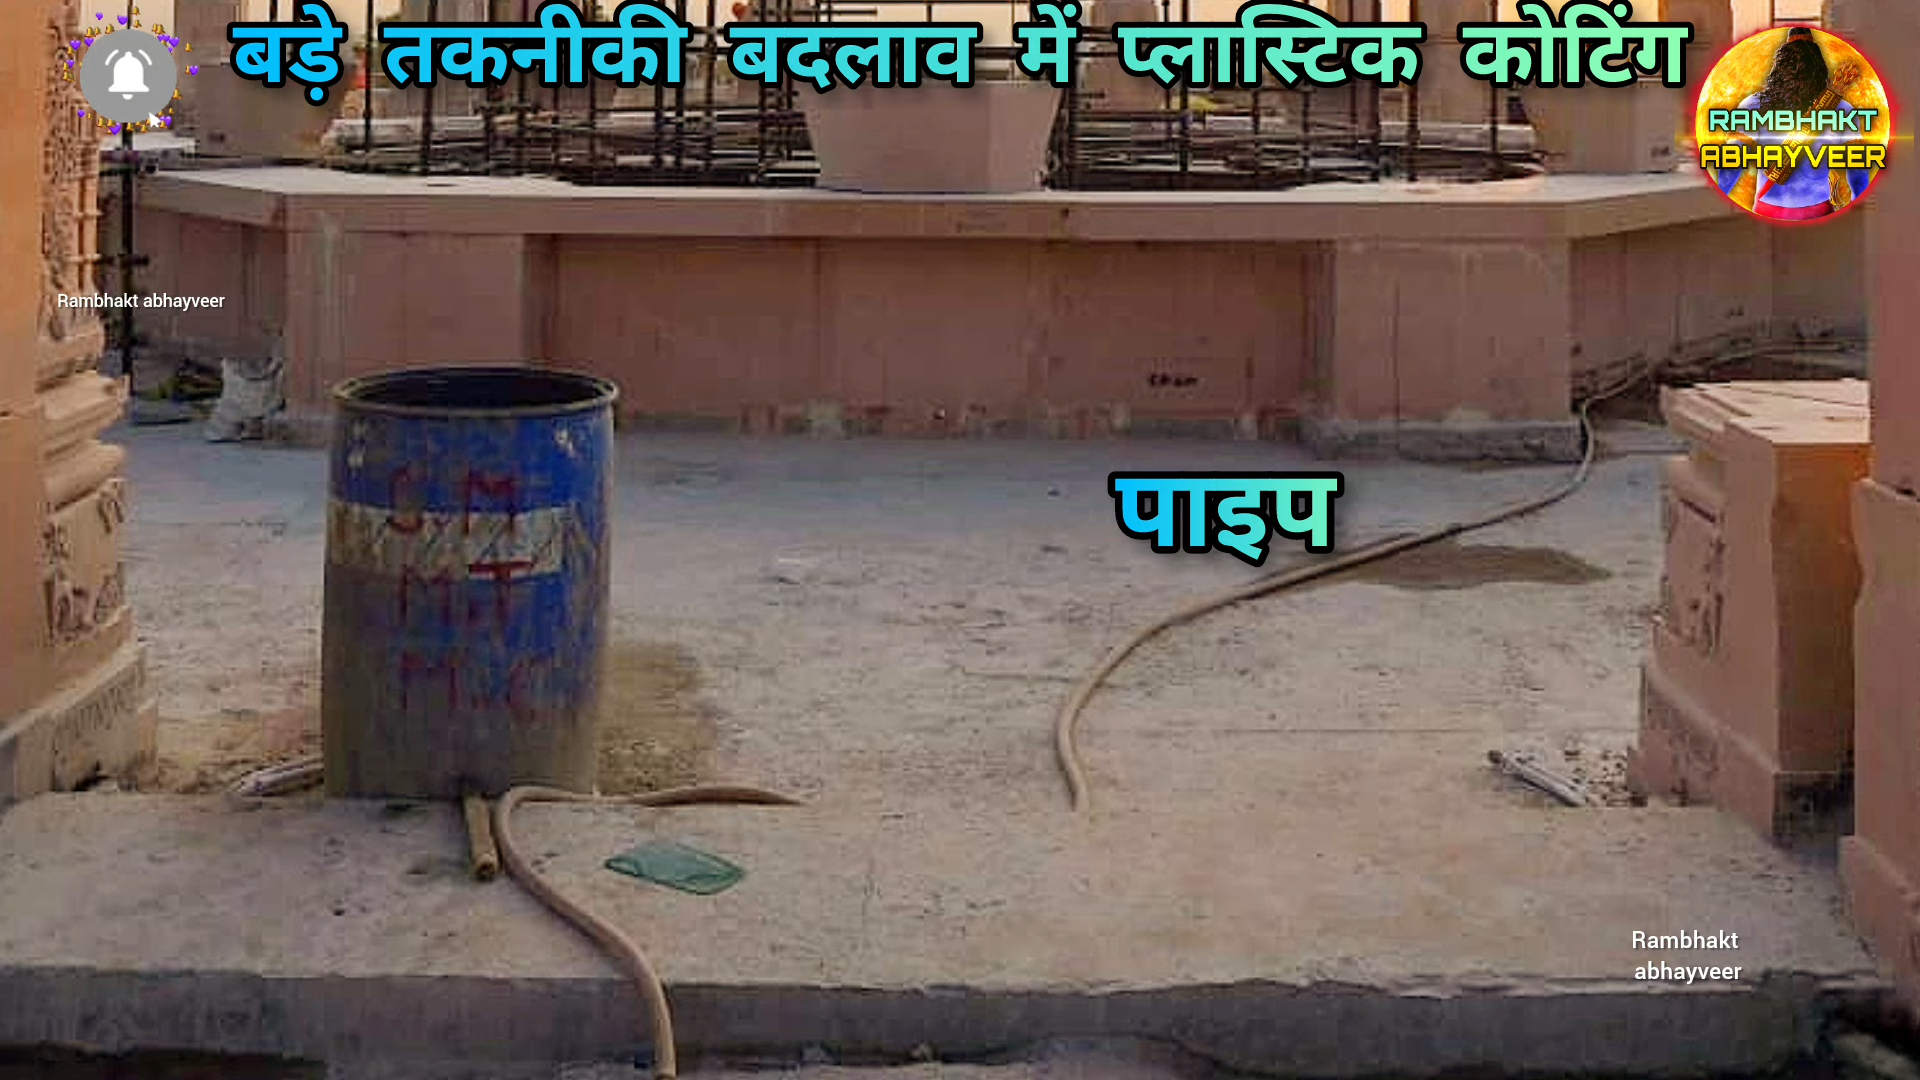 बड़े तकनीकी बदलाव में प्लास्टिक कोटिंग
RAMBHAKT
ABHAYVEER
Rambhakt abhayveer
पाइप
S.M
M.T
Rambhakt
abhayveer